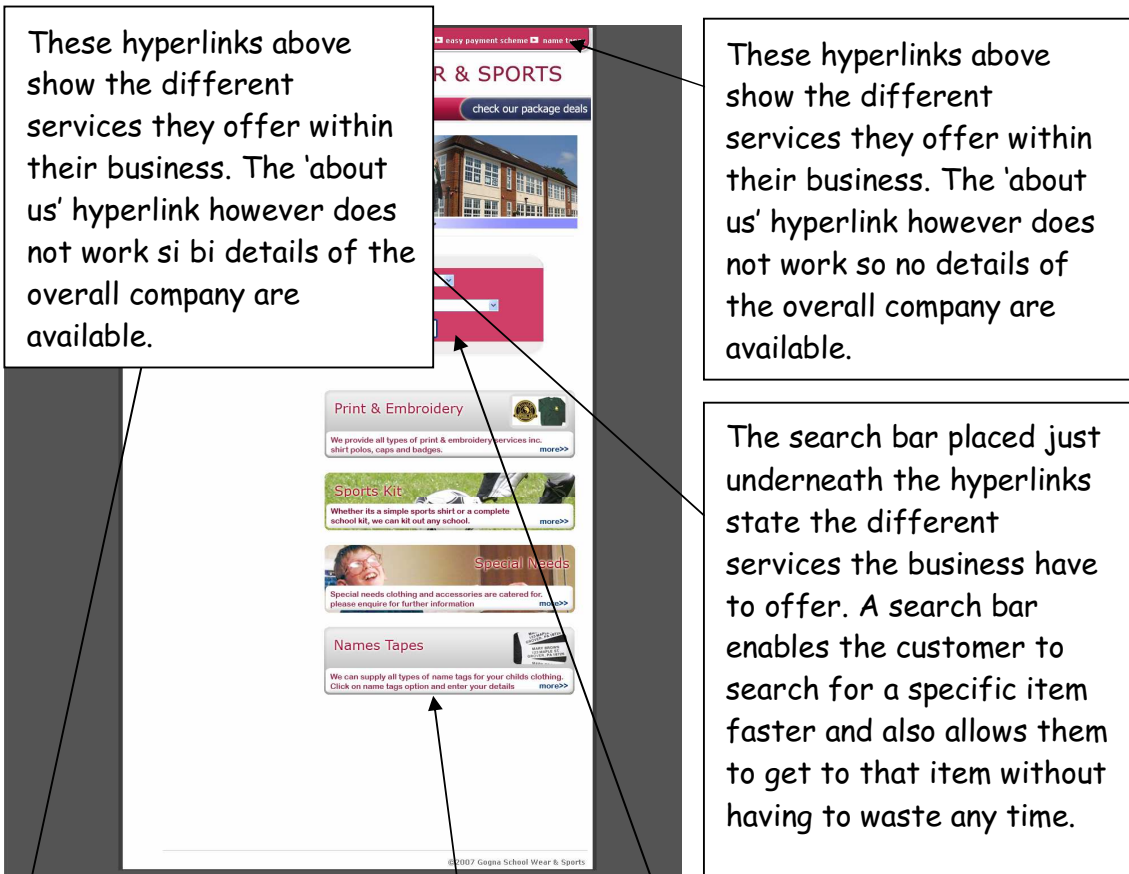 These hyperlinks above
show the different
services they offer within
their business. The ‘about
us’ hyperlink however does
not work si bi details of the
overall company are
available.
easy payment scheme name tapes
R & SPORTS
check our package deals
These hyperlinks above
show the different
services they offer within
their business. The ‘about
us’ hyperlink however does
not work so no details of
the overall company are
available.
Print & Embroidery
We provide all types of print & embroidery services inc.
shirt polos, caps and badges. more>>
Sports Kit
Whether its a simple sports shirt or a complete
school kit, we can kit out any school. more>>
Special Needs
Special needs clothing and accessories are catered for.
please enquire for further information more>>
Names Tapes
MARY BROWN
123 MAPLE ST.
We can supply all types of name tags for your childs clothing.
Click on name tags option and enter your details more>>
©2007 Gogna School Wear & Sports
The search bar placed just
underneath the hyperlinks
state the different
services the business have
to offer. A search bar
enables the customer to
search for a specific item
faster and also allows them
to get to that item without
having to waste any time.